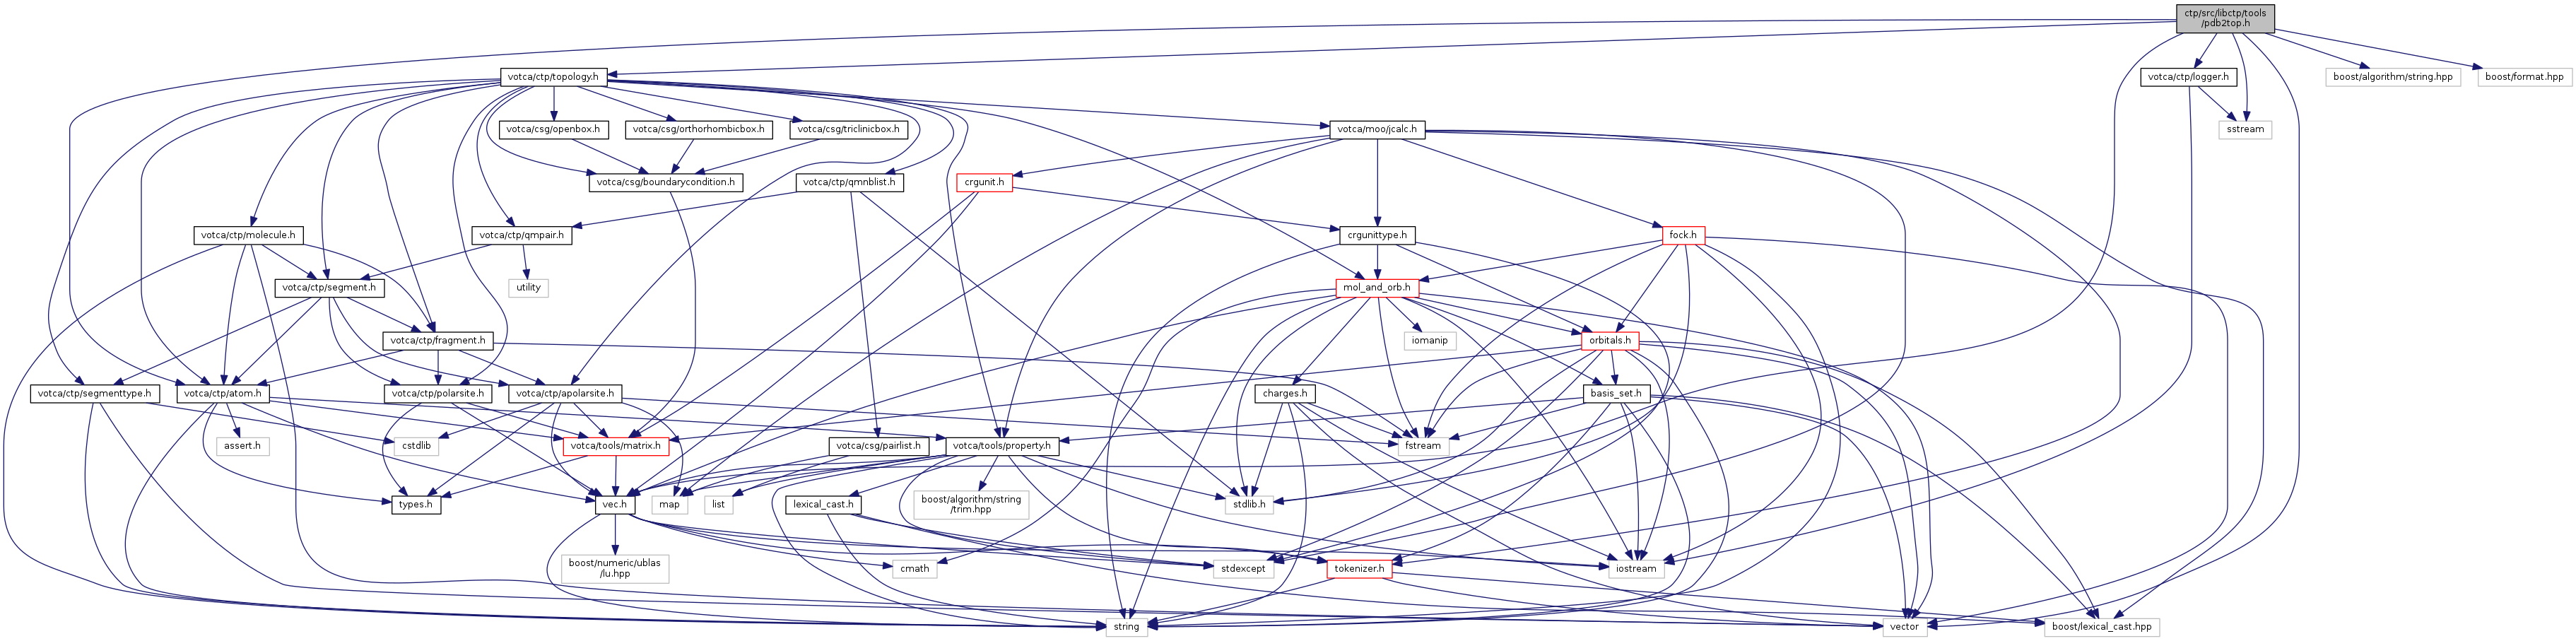 ctp/src/libctp/tools
/pdb2top.h
votca/ctp/topology.h
votca/ctp/logger.h
boost/algorithm/string.hpp
boost/format.hpp
votca/csg/openbox.h
votca/csg/orthorhombicbox.h
votca/csg/triclinicbox.h
votca/moo/jcalc.h
sstream
votca/csg/boundarycondition.h
votca/ctp/qmnblist.h
crgunit.h
votca/ctp/molecule.h
votca/ctp/qmpair.h
crgunittype.h
fock.h
votca/ctp/segment.h
utility
mol_and_orb.h
votca/ctp/fragment.h
iomanip
orbitals.h
votca/ctp/segmenttype.h
votca/ctp/atom.h
votca/ctp/polarsite.h
votca/ctp/apolarsite.h
charges.h
basis_set.h
assert.h
cstdlib
votca/tools/matrix.h
votca/csg/pairlist.h
votca/tools/property.h
fstream
types.h
vec.h
map
list
lexical_cast.h
boost/algorithm/string
/trim.hpp
stdlib.h
boost/numeric/ublas
/lu.hpp
cmath
stdexcept
tokenizer.h
iostream
string
vector
boost/lexical_cast.hpp